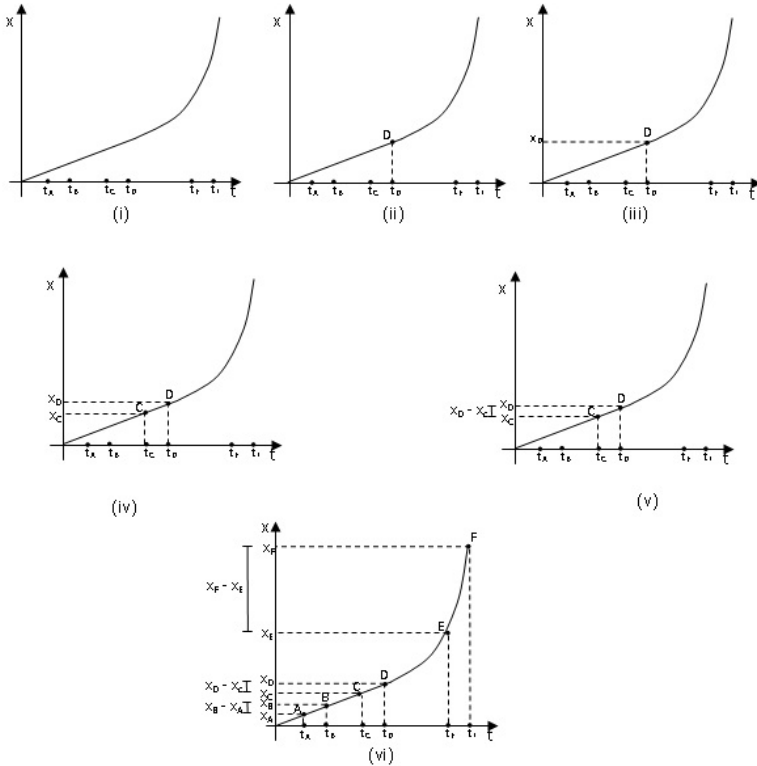 X
t_A t_B t_C t_D t_F t_I t
(i)
X
D
t_A t_B t_C t_D t_F t_I t
(ii)
X
X_D
D
t_A t_B t_C t_D t_F t_I t
(iii)
X
X_D
X_C
C
D
t_A t_B t_C t_D t_F t_I t
(iv)
X
X_D – X_C
X_D
X_C
C
D
t_A t_B t_C t_D t_F t_I t
(v)
X
F
X_F
X_F – X_E
X_E
E
X_D – X_C
X_D
D
X_C
C
X_B – X_A
X_B
B
X_A
A
t_A t_B t_C t_D t_F t_I t
(vi)